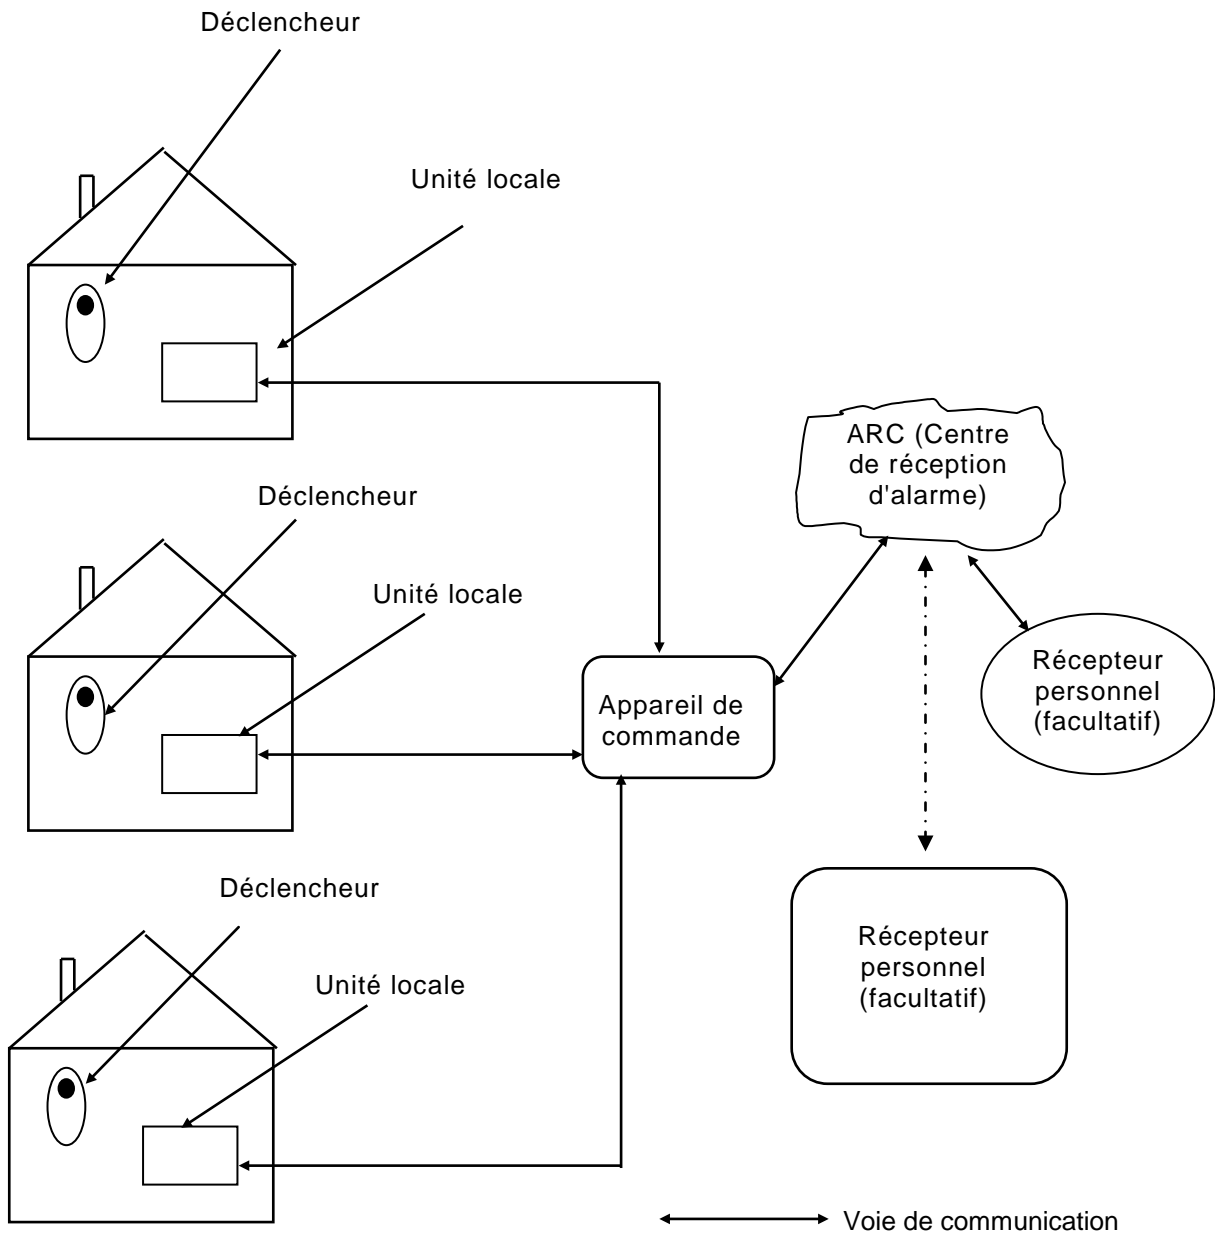 Déclencheur
Unité locale
ARC (Centre
de réception
d'alarme)
Déclencheur
Unité locale
Appareil de
commande
Récepteur
personnel
(facultatif)
Déclencheur
Unité locale
Récepteur
personnel
(facultatif)
Voie de communication